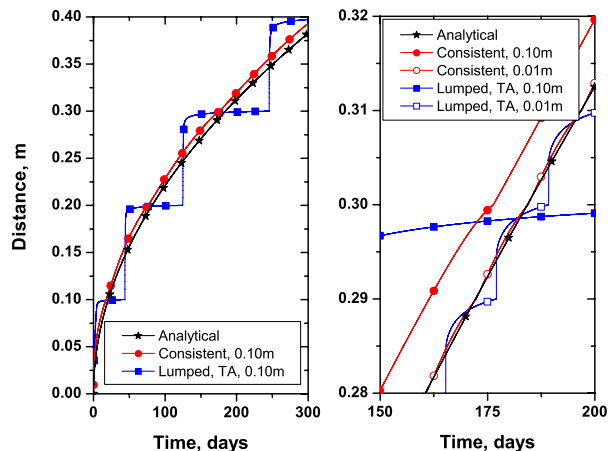 Distance, m
0.40
0.35
0.30
0.25
0.20
0.15
0.10
0.05
0.00
0
100
200
300
Time, days
Analytical
Consistent, 0.10m
Lumped, TA, 0.10m
0.32
0.31
0.30
0.29
0.28
150
175
200
Time, days
Analytical
Consistent, 0.10m
Consistent, 0.01m
Lumped, TA, 0.10m
Lumped, TA, 0.01m